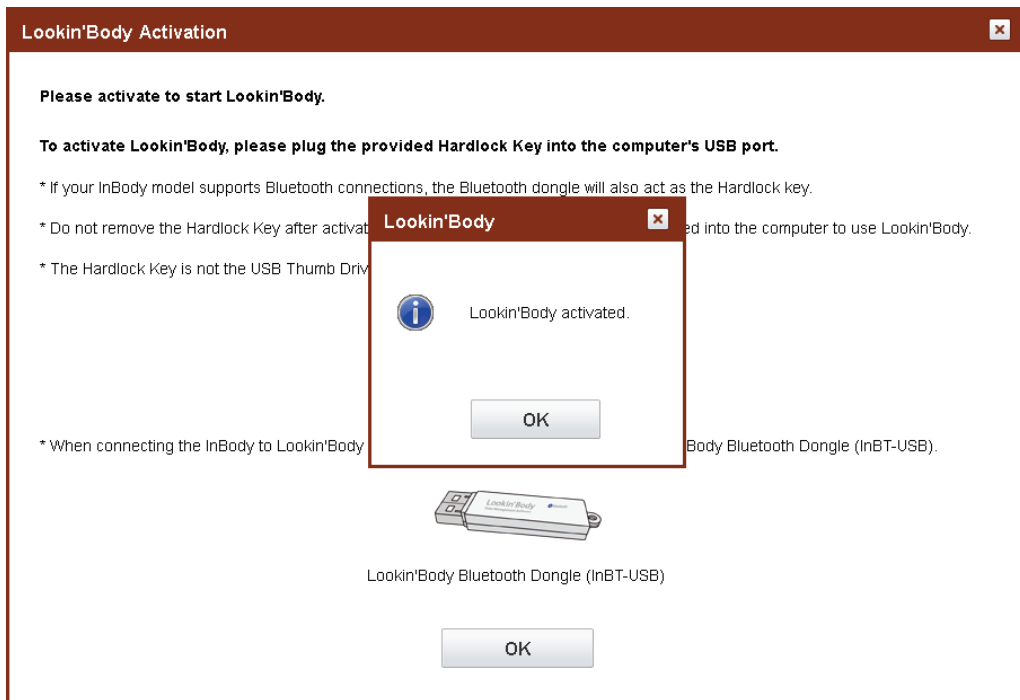 Lookin'Body Activation
Please activate to start Lookin'Body.
To activate Lookin'Body, please plug the provided Hardlock Key into the computer's USB port.
* If your InBody model supports Bluetooth connections, the Bluetooth dongle will also act as the Hardlock key.
* Do not remove the Hardlock Key after activat ed into the computer to use Lookin'Body.
* The Hardlock Key is not the USB Thumb Driv
Lookin'Body
Lookin'Body activated.
OK
* When connecting the InBody to Lookin'Body Body Bluetooth Dongle (InBT-USB).
Lookin'Body
Lookin'Body Bluetooth Dongle (InBT-USB)
OK